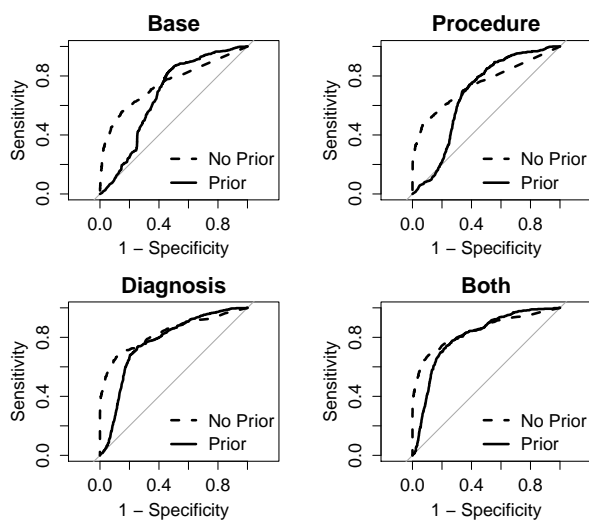 Base
Sensitivity
0.0 0.4 0.8
No Prior
Prior
0.0 0.4 0.8
1 − Specificity
Procedure
Sensitivity
0.0 0.4 0.8
No Prior
Prior
0.0 0.4 0.8
1 − Specificity
Diagnosis
Sensitivity
0.0 0.4 0.8
No Prior
Prior
0.0 0.4 0.8
1 − Specificity
Both
Sensitivity
0.0 0.4 0.8
No Prior
Prior
0.0 0.4 0.8
1 − Specificity